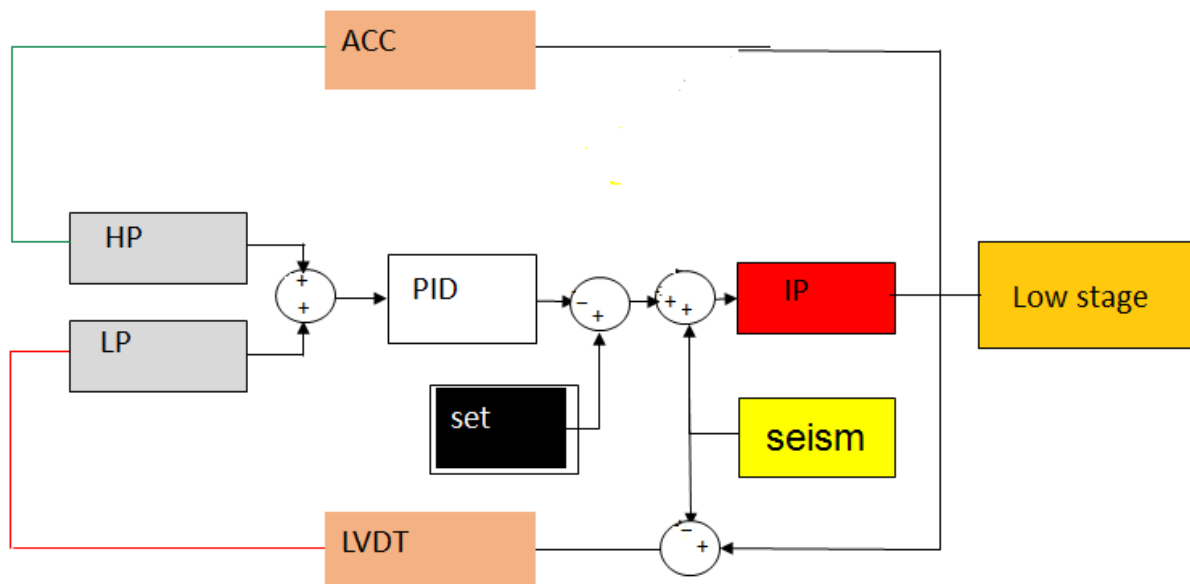 ACC
HP
+
+
LP
PID
−
+
+
+
IP
Low stage
set
seism
LVDT
−
+